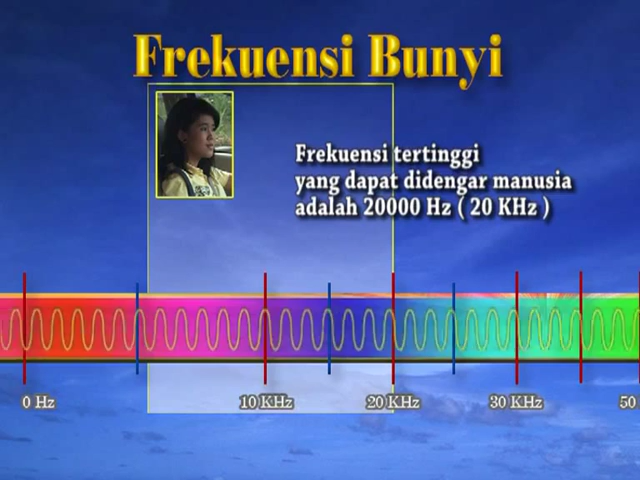 Frekuensi Bunyi
Frekuensi tertinggi
yang dapat didengar manusia
adalah 20000 Hz ( 20 KHz )
0 Hz
10 KHz
20 KHz
30 KHz
50